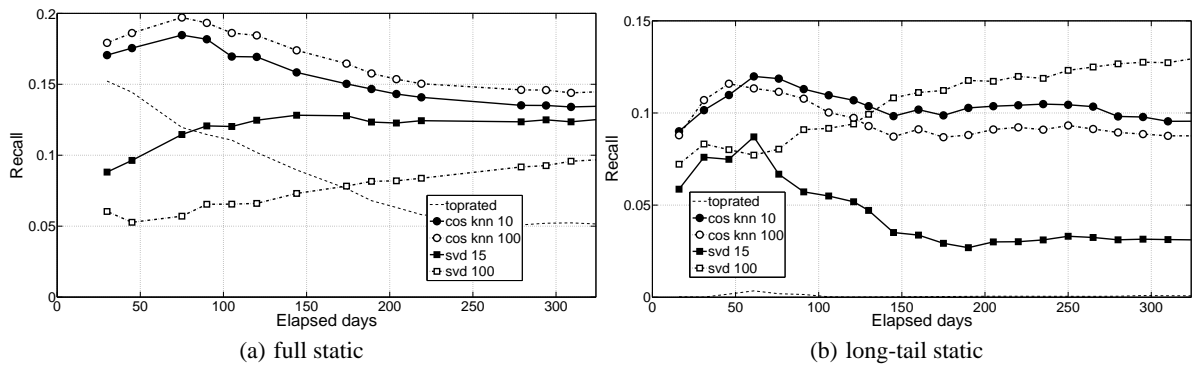 0.2
0.15
0.1
0.05
0
Recall
toprated
cos knn 10
cos knn 100
svd 15
svd 100
0 50 100 150 200 250 300
Elapsed days
(a) full static
0.15
0.1
0.05
0
Recall
toprated
cos knn 10
cos knn 100
svd 15
svd 100
0 50 100 150 200 250 300
Elapsed days
(b) long-tail static